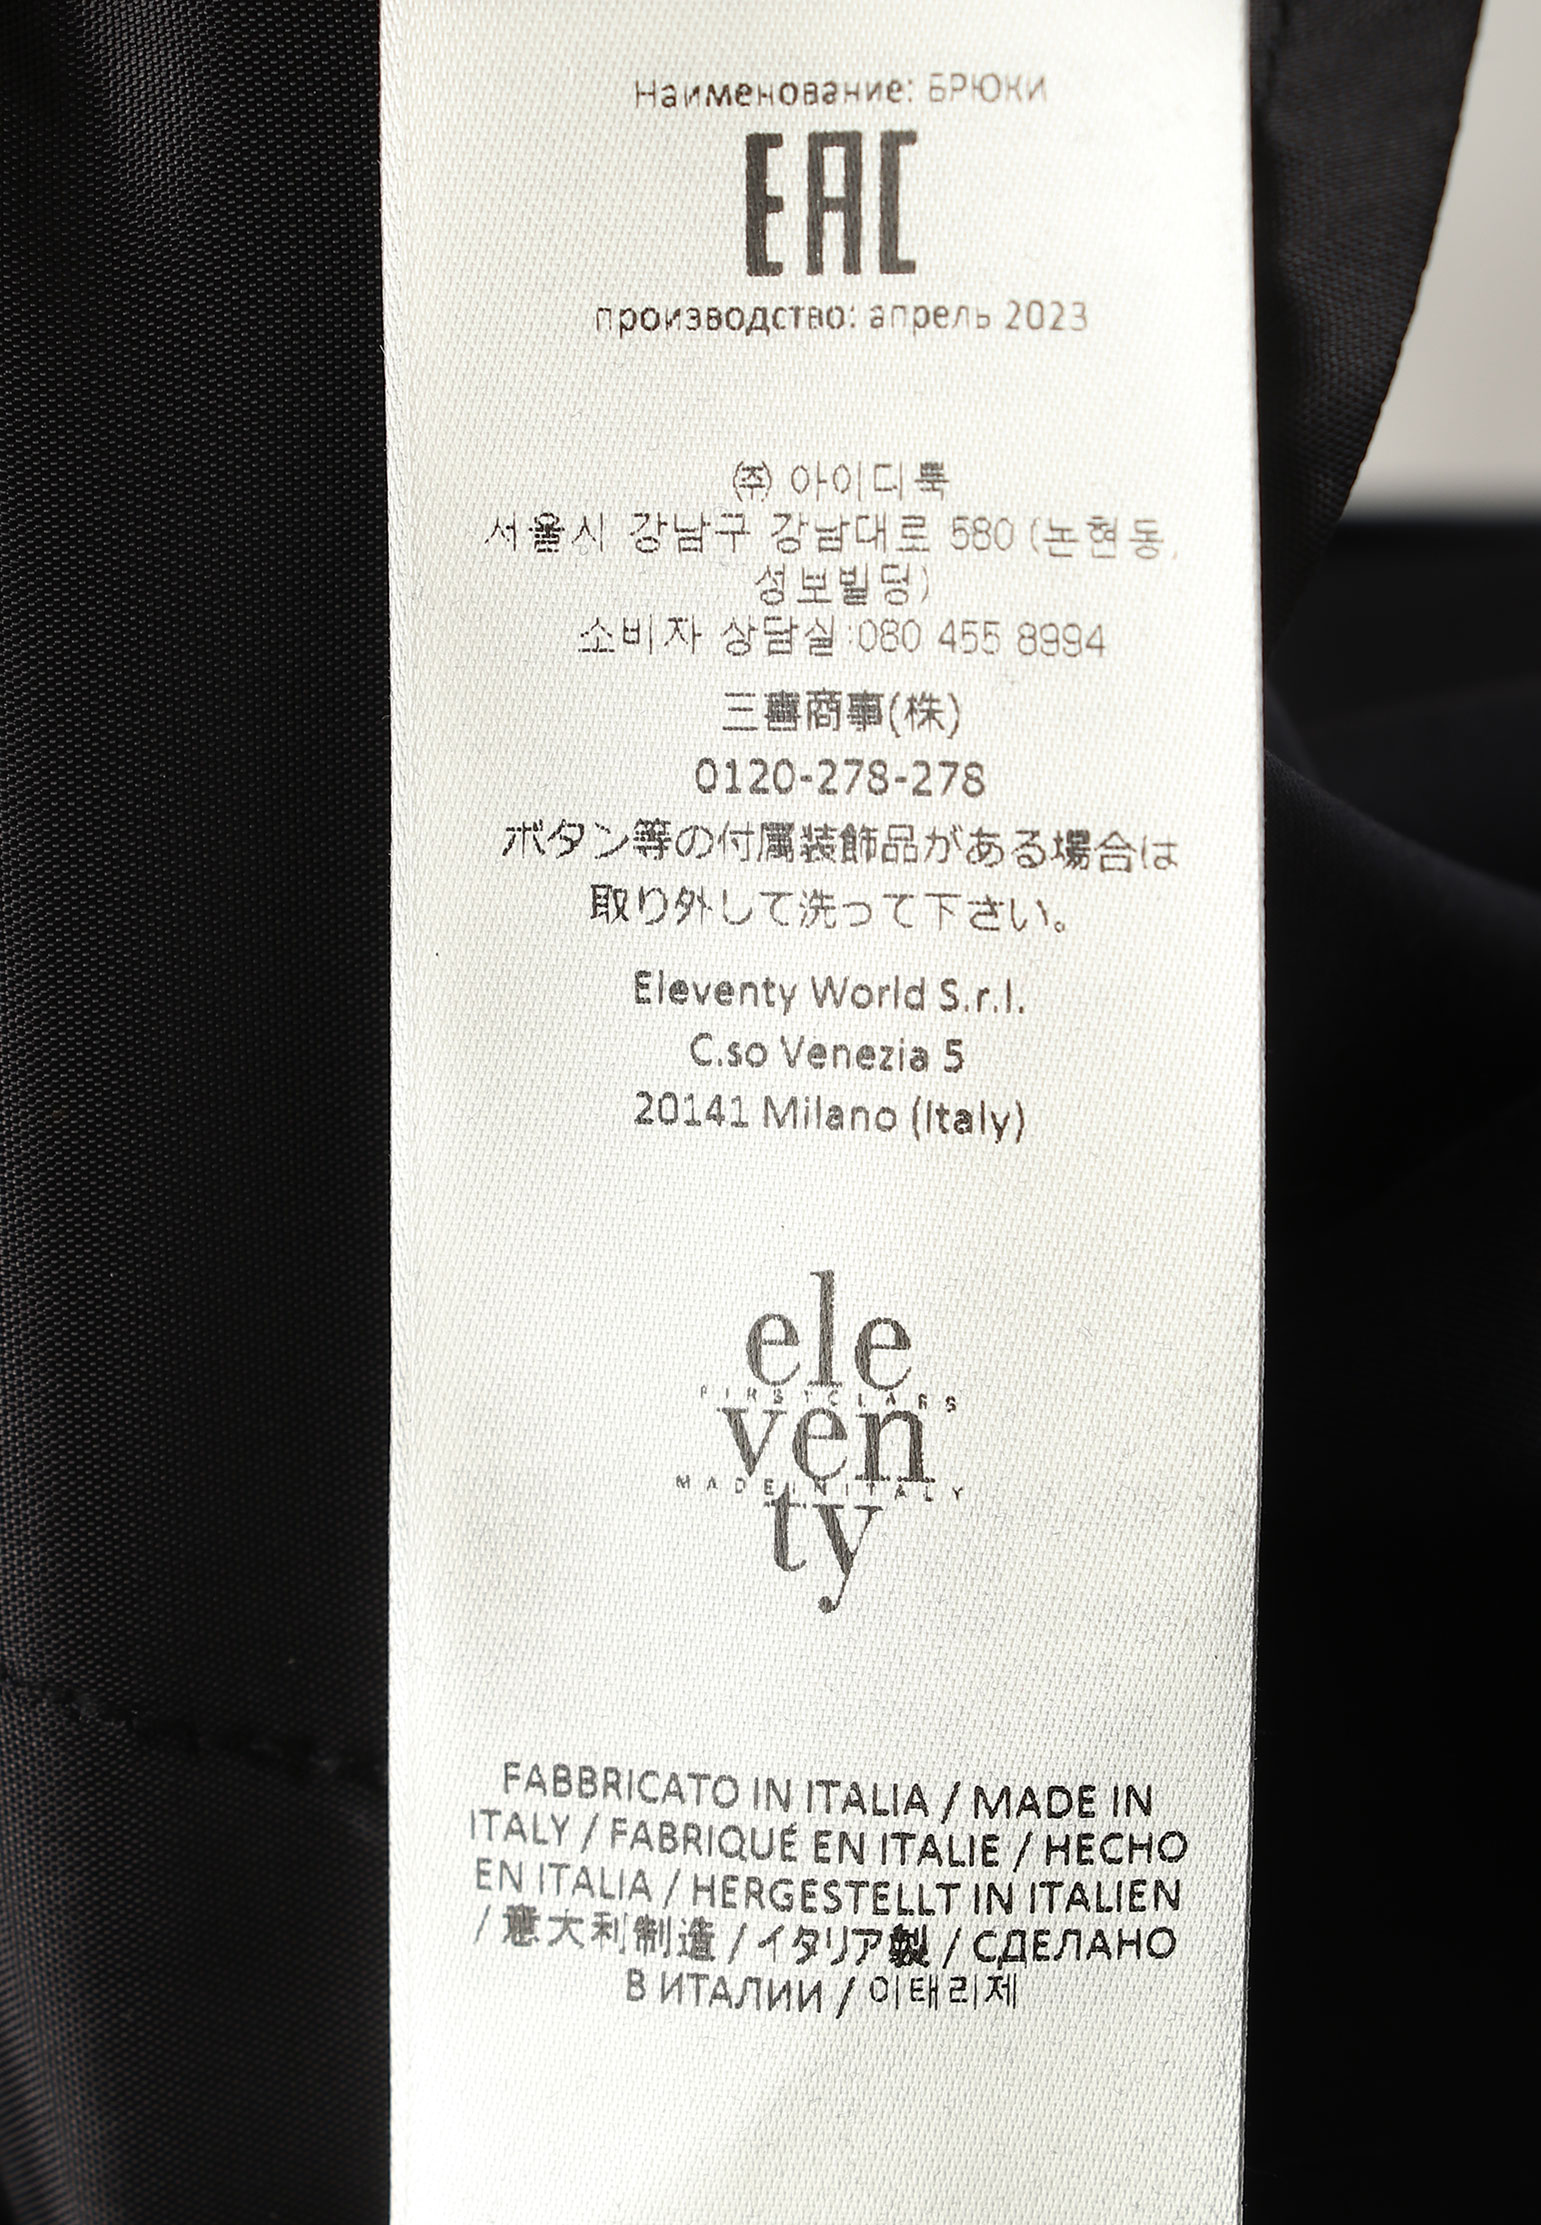 Наименование: БРЮКИ
EAC
производство: апрель 2023
㈜ 아이디룩
서울시 강남구 강남대로 580 (논현동,
성보빌딩)
소비자 상담실:080 455 8994
三喜商事(株)
0120-278-278
ボタン等の付属装飾品がある場合は
取り外して洗って下さい。
Eleventy World S.r.l.
C.so Venezia 5
20141 Milano (Italy)
ele
FIRSTCLASS
ven
MADEINITALY
ty
FABBRICATO IN ITALIA / MADE IN
ITALY / FABRIQUÉ EN ITALIE / HECHO
EN ITALIA / HERGESTELLT IN ITALIEN
/ 意大利制造 / イタリア製 / СДЕЛАНО
В ИТАЛИИ / 이태리제